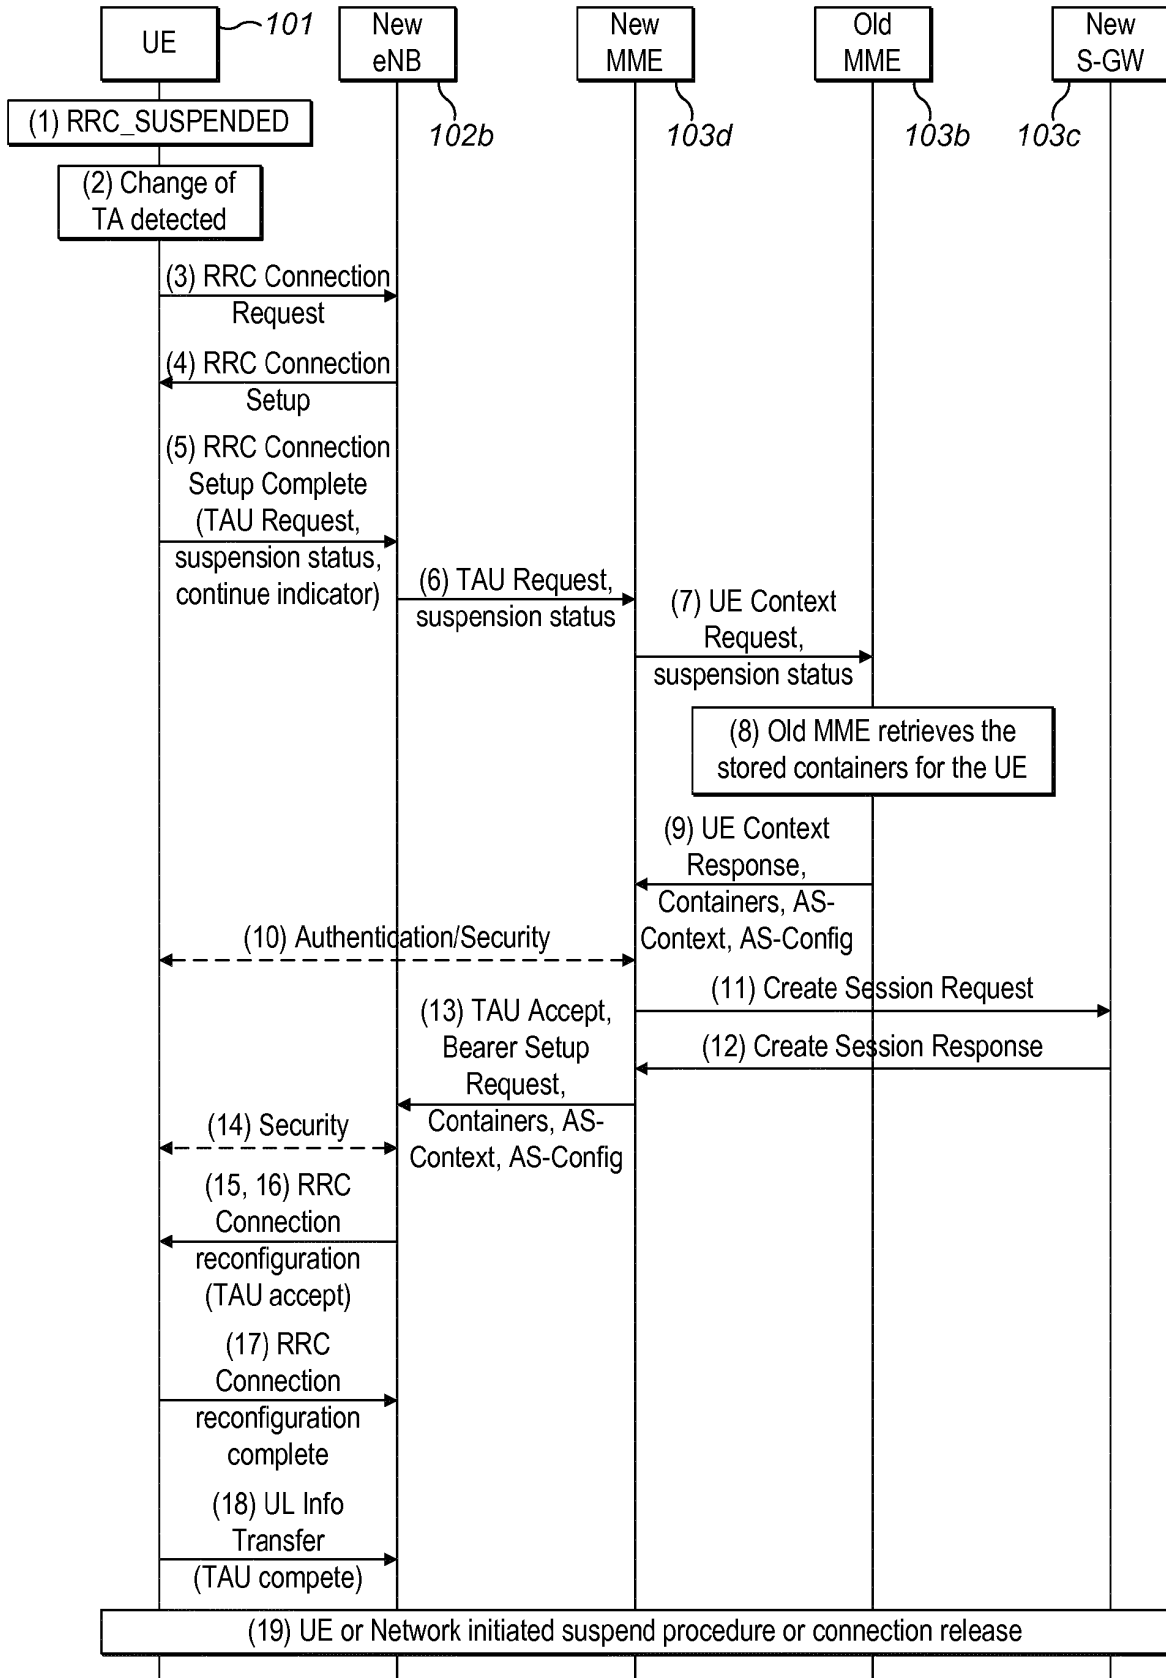 UE
101
New
eNB
102b
New
MME
103d
Old
MME
103b
New
S-GW
103c
(1) RRC_SUSPENDED
(2) Change of
TA detected
(3) RRC Connection
Request
(4) RRC Connection
Setup
(5) RRC Connection
Setup Complete
(TAU Request,
suspension status,
continue indicator)
(6) TAU Request,
suspension status
(7) UE Context
Request,
suspension status
(8) Old MME retrieves the
stored containers for the UE
(9) UE Context
Response,
Containers, AS-
Context, AS-Config
(10) Authentication/Security
(11) Create Session Request
(12) Create Session Response
(13) TAU Accept,
Bearer Setup
Request,
Containers, AS-
Context, AS-Config
(14) Security
(15, 16) RRC
Connection
reconfiguration
(TAU accept)
(17) RRC
Connection
reconfiguration
complete
(18) UL Info
Transfer
(TAU compete)
(19) UE or Network initiated suspend procedure or connection release